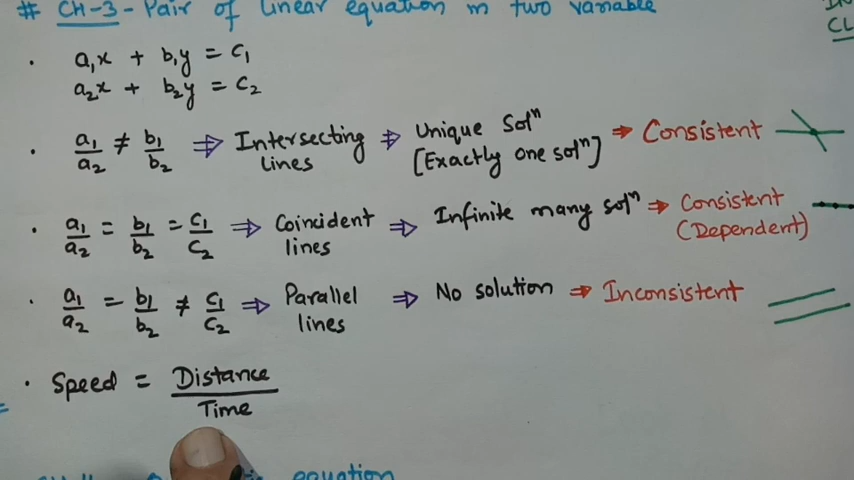 # CH-3 - Pair of linear equation in two variable
CL
• a₁x + b₁y = c₁
a₂x + b₂y = c₂
• a₁/a₂ ≠ b₁/b₂ ⇒ Intersecting lines ⇒ Unique Solⁿ [Exactly one solⁿ] ⇒ Consistent
• a₁/a₂ = b₁/b₂ = c₁/c₂ ⇒ Coincident lines ⇒ Infinite many solⁿ ⇒ Consistent (Dependent)
• a₁/a₂ = b₁/b₂ ≠ c₁/c₂ ⇒ Parallel lines ⇒ No solution ⇒ Inconsistent
• Speed = Distance/Time
equation